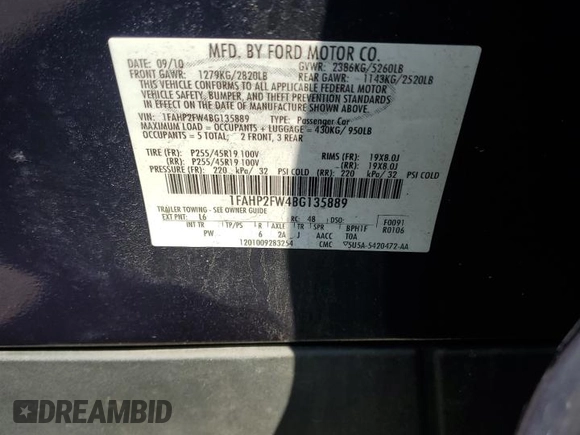 MFD. BY FORD MOTOR CO.
DATE: 09/10 GVWR: 2386KG/5260LB
FRONT GAWR: 1279KG/2820LB REAR GAWR: 1143KG/2520LB
THIS VEHICLE CONFORMS TO ALL APPLICABLE FEDERAL MOTOR
VEHICLE SAFETY, BUMPER, AND THEFT PREVENTION STANDARDS
IN EFFECT ON THE DATE OF MANUFACTURE SHOWN ABOVE.
VIN: 1FAHP2FW4BG135889 TYPE: Passenger Car
MAXIMUM LOAD = OCCUPANTS + LUGGAGE = 430KG/ 950LB
OCCUPANTS = 5 TOTAL; 2 FRONT, 3 REAR
TIRE (FR): P255/45R19 100V RIMS (FR): 19X8.0J
(RR): P255/45R19 100V (RR): 19X8.0J
PRESSURE (FR): 220 kPa/ 32 PSI COLD (RR): 220 kPa/ 32 PSI COLD
1FAHP2FW4BG135889
TRAILER TOWING - SEE OWNER GUIDE
EXT PNT: L6 RC: 48 DSO: F0091
INT TR TP/PS R AXLE TR SPR BPH1F R0106
PW 6 2A J AACC TOA
1201009283254 CMC ▽5U5A-5420472-AA
DREAMBID